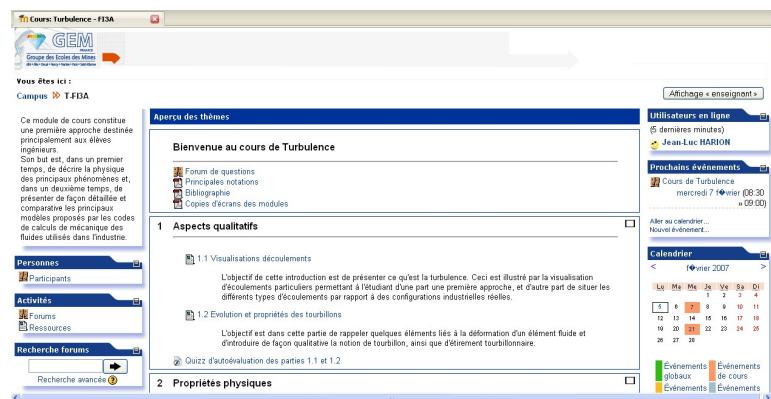 Cours: Turbulence - FI3A
GEM
FRANCE
Groupe des Ecoles des Mines
Vous êtes ici :
Campus » T-FI3A
Affichage « enseignant »
Ce module de cours constitue
une première approche destinée
principalement aux élèves
ingénieurs.
Son but est, dans un premier
temps, de décrire la physique
des principaux phénomènes et,
dans un deuxième temps, de
présenter de façon détaillée et
comparative les principaux
modèles proposés par les codes
de calculs de mécanique des
fluides utilisés dans l'industrie.
Personnes
Participants
Activités
Forums
Ressources
Recherche forums
Recherche avancée
Aperçu des thèmes
Bienvenue au cours de Turbulence
Forum de questions
Principales notations
Bibliographie
Copies d'écrans des modules
1 Aspects qualitatifs
1.1 Visualisations découlements
L'objectif de cette introduction est de présenter ce qu'est la turbulence. Ceci est illustré par la visualisation
d'écoulements particuliers permettant à l'étudiant d'une part une première approche, et d'autre part de situer les
différents types d'écoulements par rapport à des configurations industrielles réelles.
1.2 Evolution et propriétés des tourbillons
L'objectif est dans cette partie de rappeler quelques éléments liés à la déformation d'un élément fluide et
d'introduire de façon qualitative la notion de tourbillon, ainsi que d'étirement tourbillonnaire.
Quizz d'autoévaluation des parties 1.1 et 1.2
2 Propriétés physiques
Utilisateurs en ligne
(5 dernières minutes)
Jean-Luc HARION
Prochains événements
Cours de Turbulence
mercredi 7 f�vrier (08:30
» 09:00)
Aller au calendrier...
Nouvel événement...
Calendrier
< f�vrier 2007 >
Lu Ma Me Je Ve Sa Di
1 2 3 4
5 6 7 8 9 10 11
12 13 14 15 16 17 18
19 20 21 22 23 24 25
26 27 28
Événements globaux
Événements de cours
Événements Événements